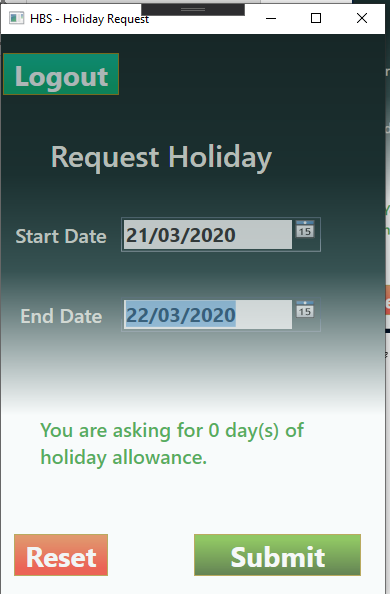 HBS - Holiday Request
Logout
Request Holiday
Start Date 21/03/2020 15
End Date 22/03/2020 15
You are asking for 0 day(s) of
holiday allowance.
Reset Submit